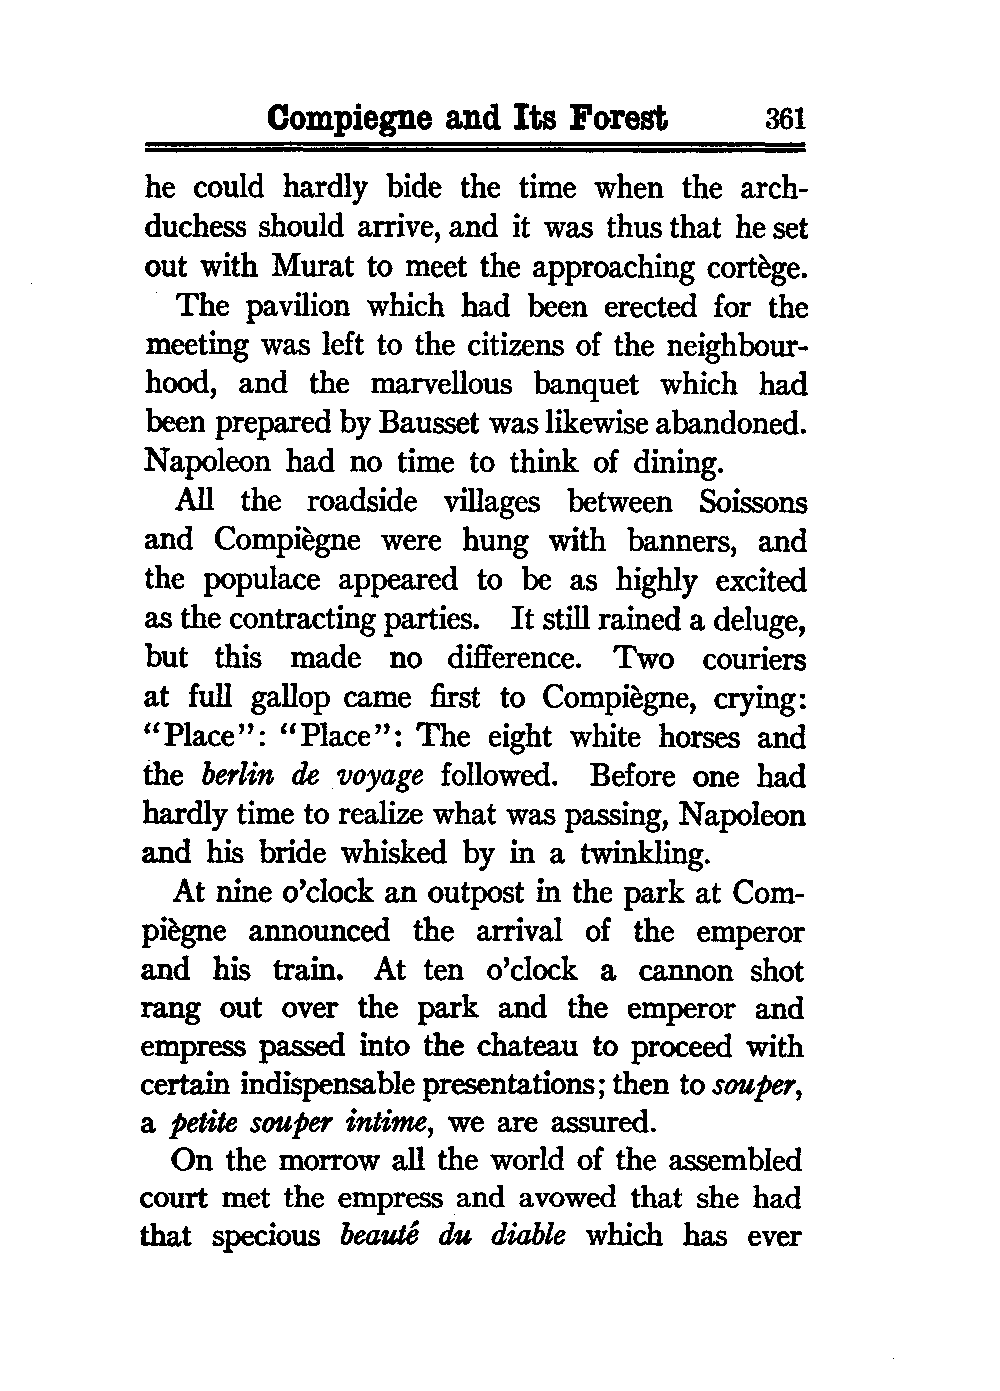 Compiegne and Its Forest 361
he could hardly bide the time when the arch-
duchess should arrive, and it was thus that he set
out with Murat to meet the approaching cortège.
The pavilion which had been erected for the
meeting was left to the citizens of the neighbour-
hood, and the marvellous banquet which had
been prepared by Bausset was likewise abandoned.
Napoleon had no time to think of dining.
All the roadside villages between Soissons
and Compiègne were hung with banners, and
the populace appeared to be as highly excited
as the contracting parties. It still rained a deluge,
but this made no difference. Two couriers
at full gallop came first to Compiègne, crying:
“Place”: “Place”: The eight white horses and
the berlin de voyage followed. Before one had
hardly time to realize what was passing, Napoleon
and his bride whisked by in a twinkling.
At nine o’clock an outpost in the park at Com-
piègne announced the arrival of the emperor
and his train. At ten o’clock a cannon shot
rang out over the park and the emperor and
empress passed into the chateau to proceed with
certain indispensable presentations; then to souper,
a petite souper intime, we are assured.
On the morrow all the world of the assembled
court met the empress and avowed that she had
that specious beauté du diable which has ever